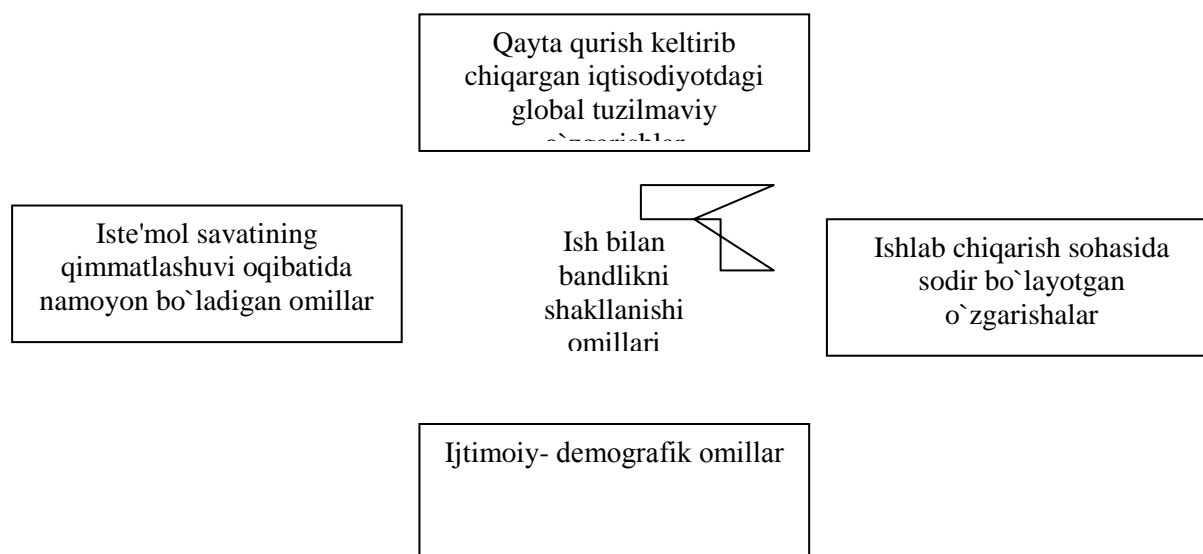 Qayta qurish keltirib
chiqargan iqtisodiyotdagi
global tuzilmaviy
o`zgarishlar
Iste'mol savatining
qimmatlashuvi oqibatida
namoyon bo`ladigan omillar
Ish bilan
bandlikni
shakllanishi
omillari
Ishlab chiqarish sohasida
sodir bo`layotgan
o`zgarishalar
Ijtimoiy- demografik omillar